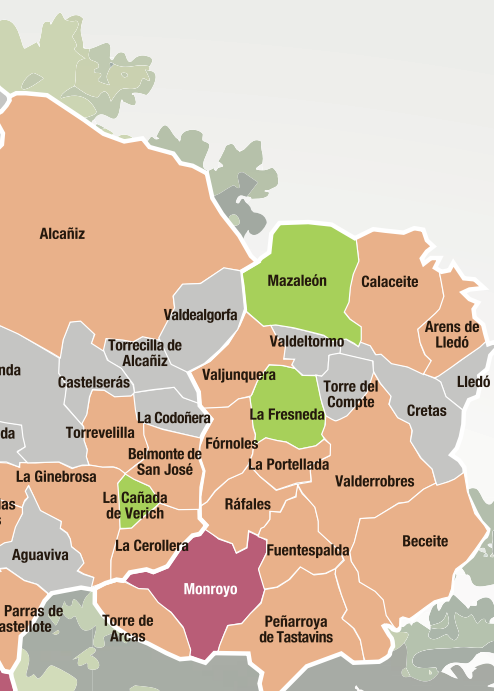 Alcañiz
Mazaleón
Calaceite
Valdealgorfa
Arens de
Lledó
Valdeltormo
Torrecilla de
Alcañiz
nda
Castelserás
Valjunquera
Torre del
Compte
Lledó
Cretas
La Codoñera
La Fresneda
da
Torrevelilla
Fórnoles
Belmonte de
San José
La Portellada
La Ginebrosa
Valderrobres
La Cañada
de Verich
Ráfales
as
s
Aguaviva
La Cerollera
Fuentespalda
Beceite
Monroyo
Parras de
astellote
Torre de
Arcas
Peñarroya
de Tastavins